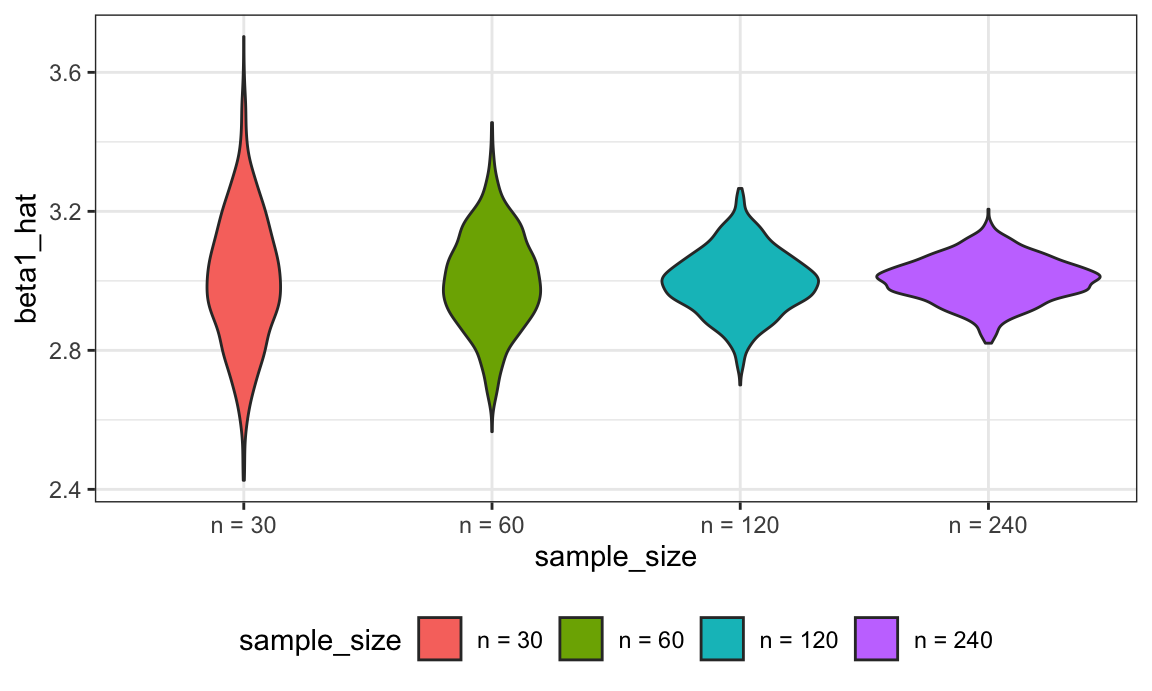 3.6
3.2
2.8
2.4
beta1_hat
n = 30 n = 60 n = 120 n = 240
sample_size
sample_size n = 30 n = 60 n = 120 n = 240